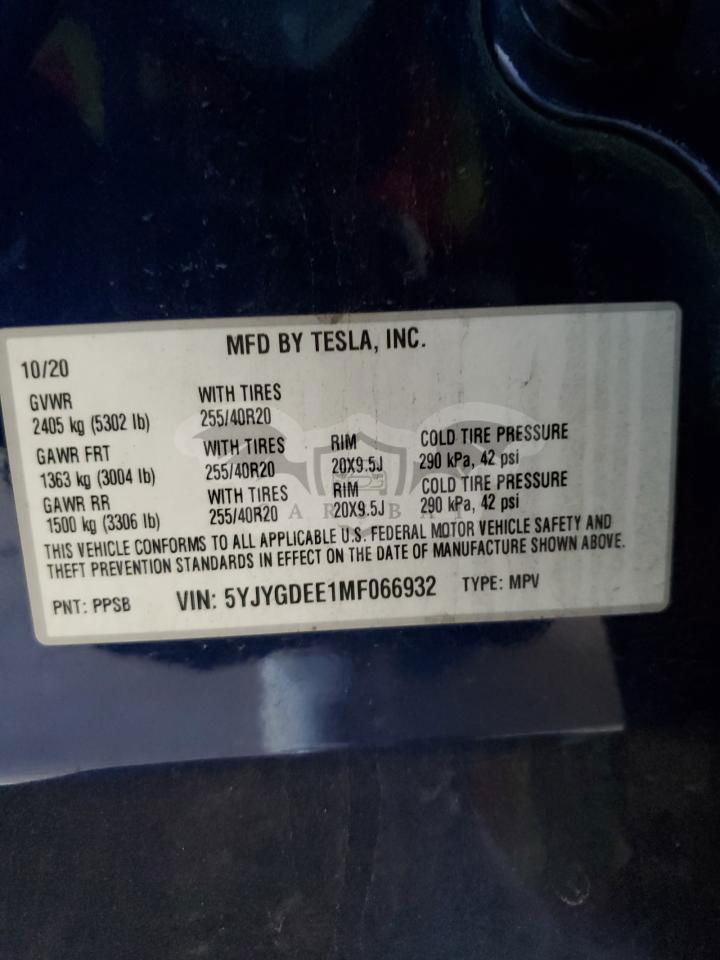 MFD BY TESLA, INC.
10/20
GVWR WITH TIRES
2405 kg (5302 lb) 255/40R20
GAWR FRT WITH TIRES RIM COLD TIRE PRESSURE
1363 kg (3004 lb) 255/40R20 20X9.5J 290 kPa, 42 psi
GAWR RR WITH TIRES RIM COLD TIRE PRESSURE
1500 kg (3306 lb) 255/40R20 20X9.5J 290 kPa, 42 psi
THIS VEHICLE CONFORMS TO ALL APPLICABLE U.S. FEDERAL MOTOR VEHICLE SAFETY AND
THEFT PREVENTION STANDARDS IN EFFECT ON THE DATE OF MANUFACTURE SHOWN ABOVE.
PNT: PPSB VIN: 5YJYGDEE1MF066932 TYPE: MPV